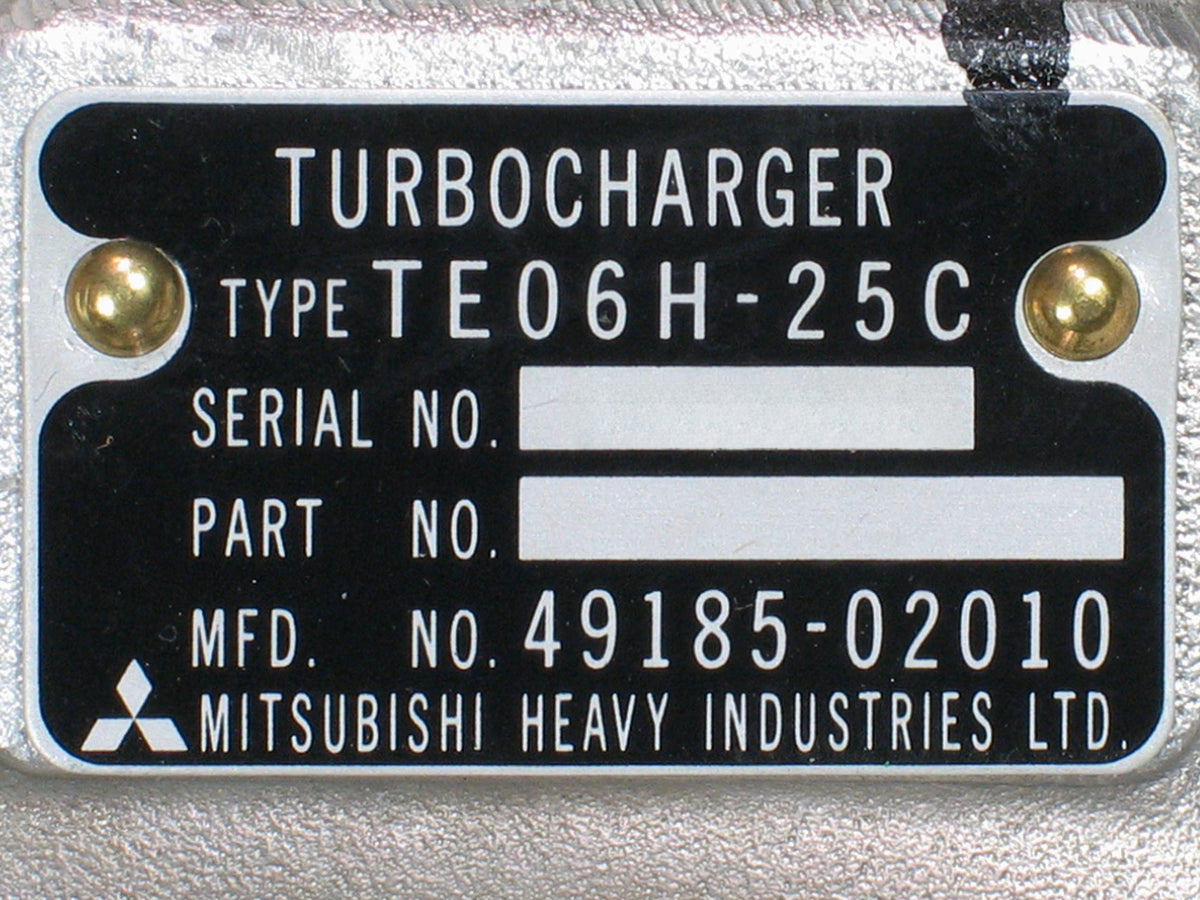 TURBOCHARGER
TYPE TE06H-25C
SERIAL NO.
PART NO.
MFD. NO. 49185-02010
MITSUBISHI HEAVY INDUSTRIES LTD.